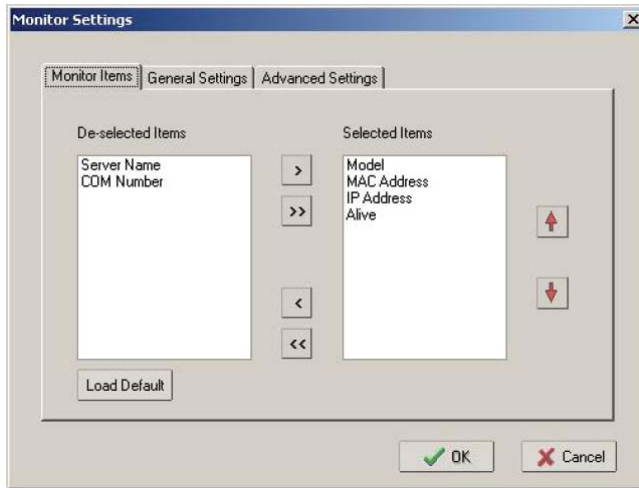 Monitor Settings
Monitor Items General Settings Advanced Settings
De-selected Items
Selected Items
Server Name
COM Number
>
>>
<
<<
Model
MAC Address
IP Address
Alive
Load Default
OK
Cancel